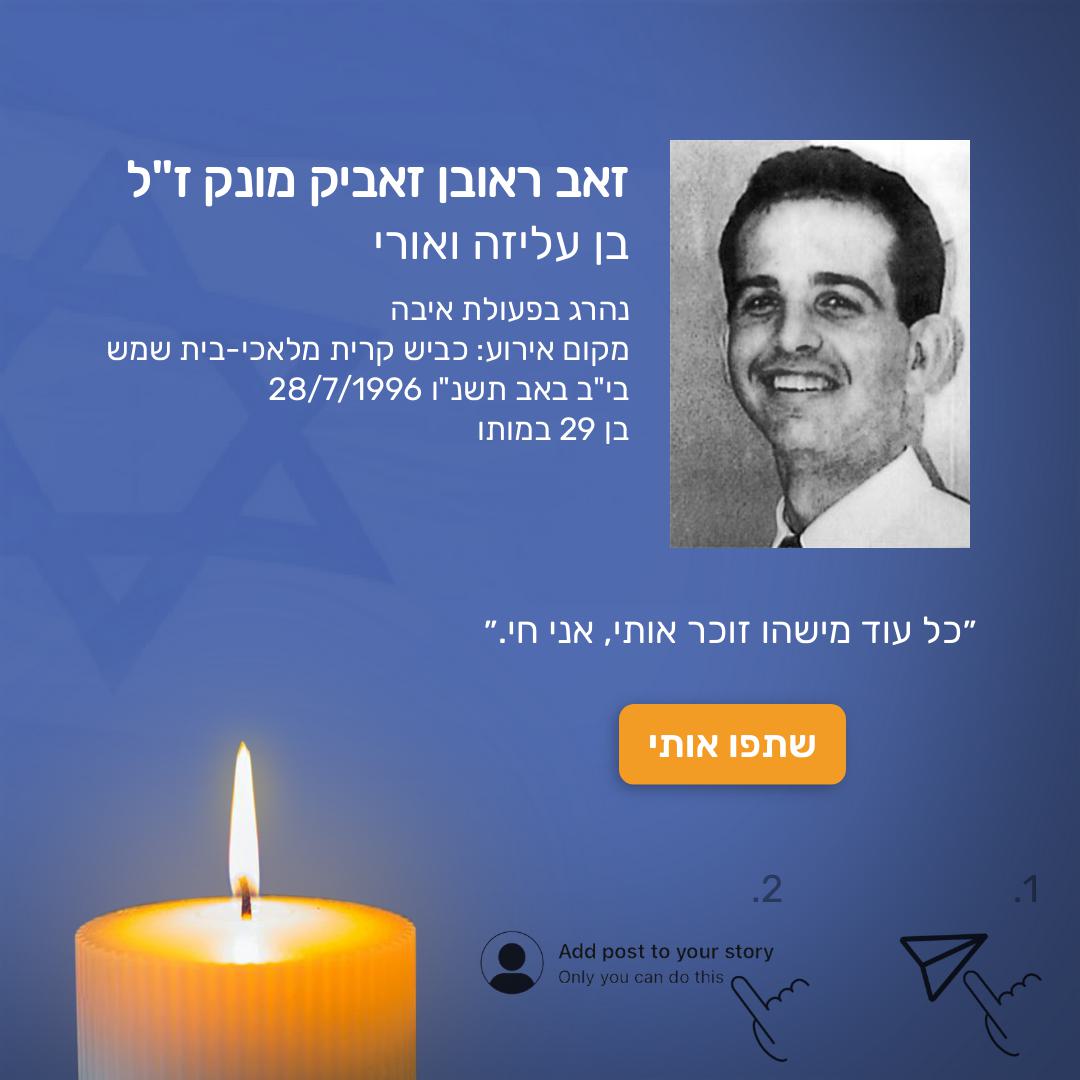 זאב ראובן זאביק מונק ז"ל
בן עליזה ואורי
נהרג בפעולת איבה
מקום אירוע: כביש קרית מלאכי-בית שמש
בי"ב באב תשנ"ו 28/7/1996
בן 29 במותו
״כל עוד מישהו זוכר אותי, אני חי.״
שתפו אותי
1.
2.
Add post to your story
Only you can do this